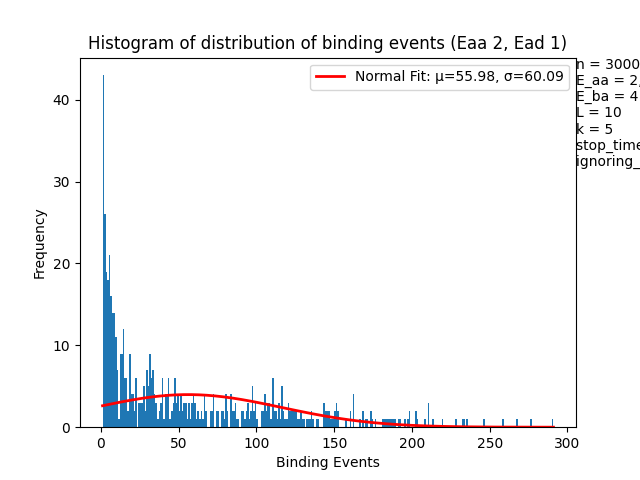 Histogram of distribution of binding events (Eaa 2, Ead 1)
Normal Fit: μ=55.98, σ=60.09
n = 3000
E_aa = 2,
E_ba = 4
L = 10
k = 5
stop_time
ignoring_
Frequency
40
30
20
10
0
0 50 100 150 200 250 300
Binding Events